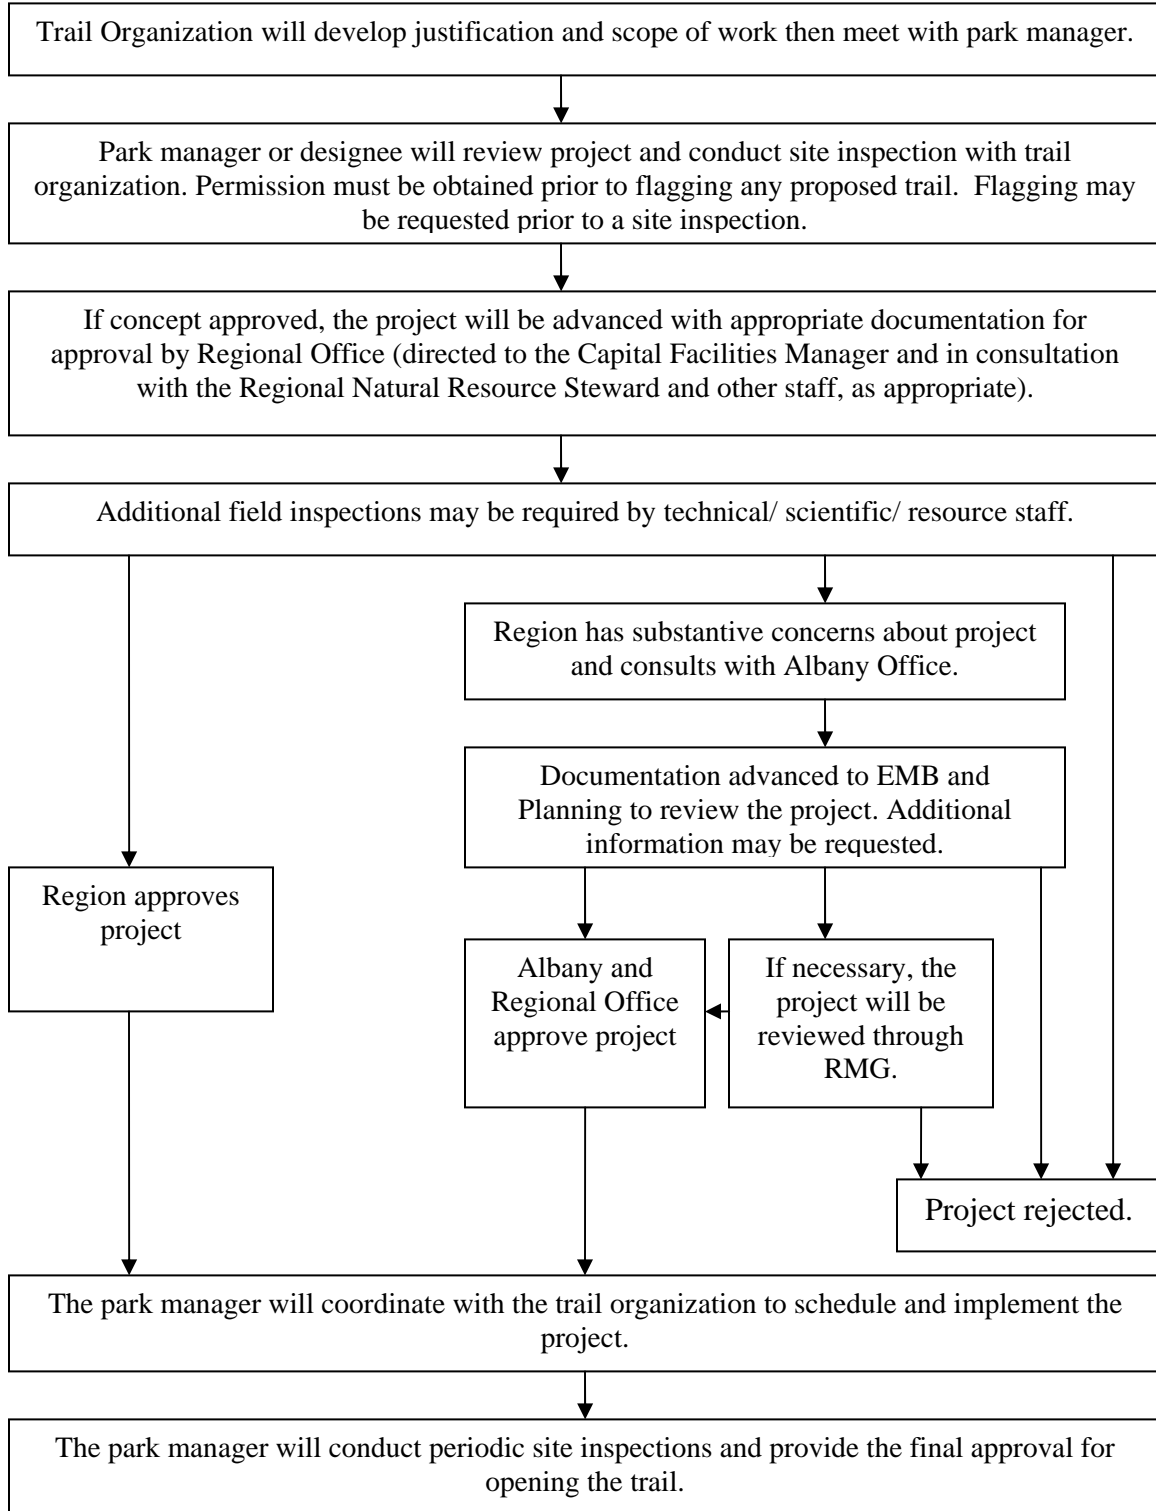 Trail Organization will develop justification and scope of work then meet with park manager.
Park manager or designee will review project and conduct site inspection with trail
organization. Permission must be obtained prior to flagging any proposed trail.  Flagging may
be requested prior to a site inspection.
If concept approved, the project will be advanced with appropriate documentation for
approval by Regional Office (directed to the Capital Facilities Manager and in consultation
with the Regional Natural Resource Steward and other staff, as appropriate).
Additional field inspections may be required by technical/ scientific/ resource staff.
Region has substantive concerns about project
and consults with Albany Office.
Documentation advanced to EMB and
Planning to review the project. Additional
information may be requested.
Region approves
project
Albany and
Regional Office
approve project
If necessary, the
project will be
reviewed through
RMG.
Project rejected.
The park manager will coordinate with the trail organization to schedule and implement the
project.
The park manager will conduct periodic site inspections and provide the final approval for
opening the trail.